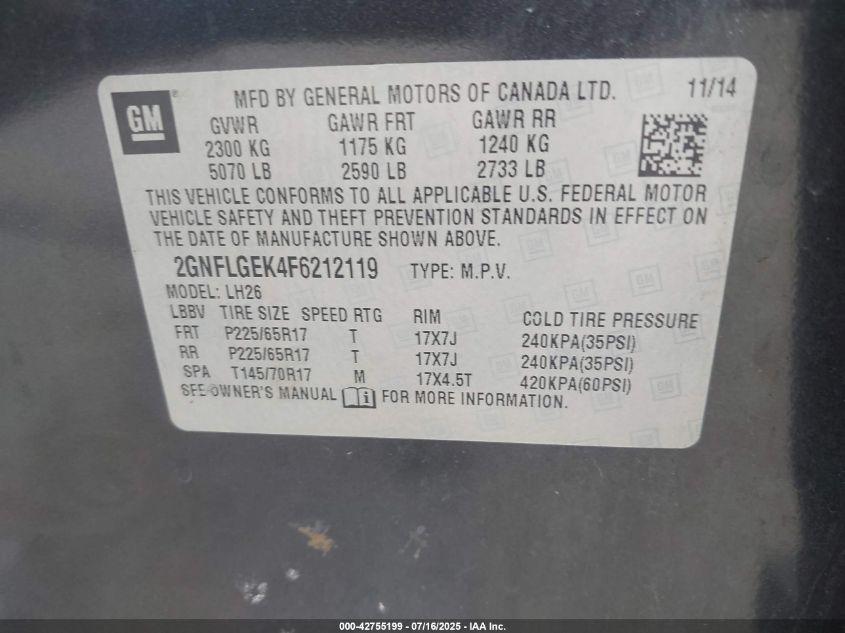 GM
®
MFD BY GENERAL MOTORS OF CANADA LTD. 11/14
GVWR GAWR FRT GAWR RR
2300 KG 1175 KG 1240 KG
5070 LB 2590 LB 2733 LB
THIS VEHICLE CONFORMS TO ALL APPLICABLE U.S. FEDERAL MOTOR
VEHICLE SAFETY AND THEFT PREVENTION STANDARDS IN EFFECT ON
THE DATE OF MANUFACTURE SHOWN ABOVE.
2GNFLGEK4F6212119 TYPE: M.P.V.
MODEL: LH26
LBBV TIRE SIZE SPEED RTG RIM COLD TIRE PRESSURE
FRT P225/65R17 T 17X7J 240KPA(35PSI)
RR P225/65R17 T 17X7J 240KPA(35PSI)
SPA T145/70R17 M 17X4.5T 420KPA(60PSI)
SEE OWNER'S MANUAL i FOR MORE INFORMATION.
000-42755199 - 07/16/2025 - IAA Inc.